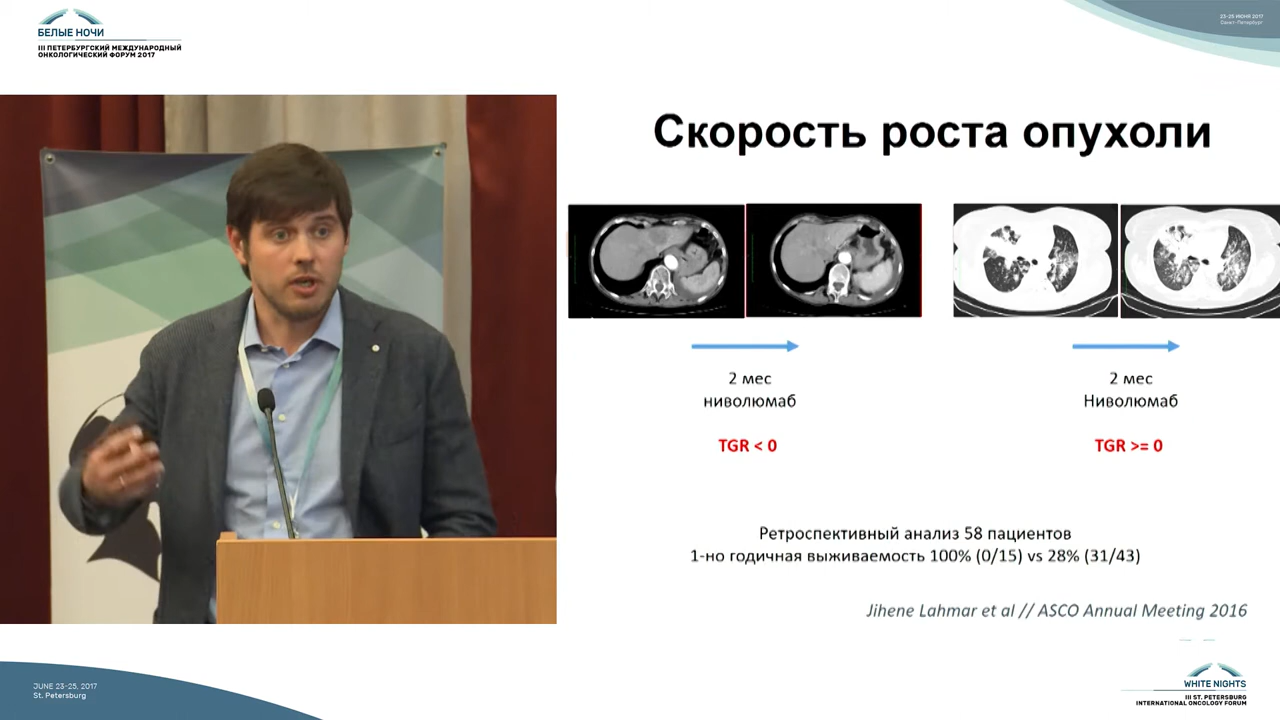 БЕЛЫЕ НОЧИ
III ПЕТЕРБУРГСКИЙ МЕЖДУНАРОДНЫЙ
ОНКОЛОГИЧЕСКИЙ ФОРУМ 2017
23-25 ИЮНЯ 2017
Санкт-Петербург
Скорость роста опухоли
2 мес
ниволюмаб
TGR < 0
2 мес
Ниволюмаб
TGR >= 0
Ретроспективный анализ 58 пациентов
1-но годичная выживаемость 100% (0/15) vs 28% (31/43)
Jihene Lahmar et al // ASCO Annual Meeting 2016
JUNE 23-25, 2017
St. Petersburg
WHITE NIGHTS
III ST. PETERSBURG
INTERNATIONAL ONCOLOGY FORUM